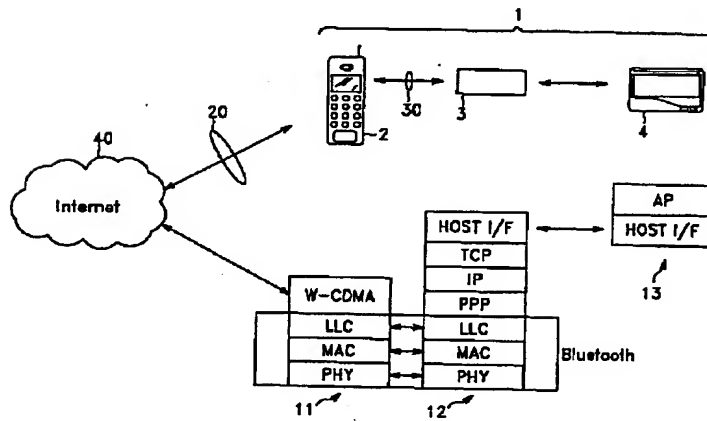 1
40
20
30
2
3
4
Internet
HOST I/F
TCP
IP
PPP
LLC
MAC
PHY
12
W-CDMA
LLC
MAC
PHY
11
AP
HOST I/F
13
Bluetooth